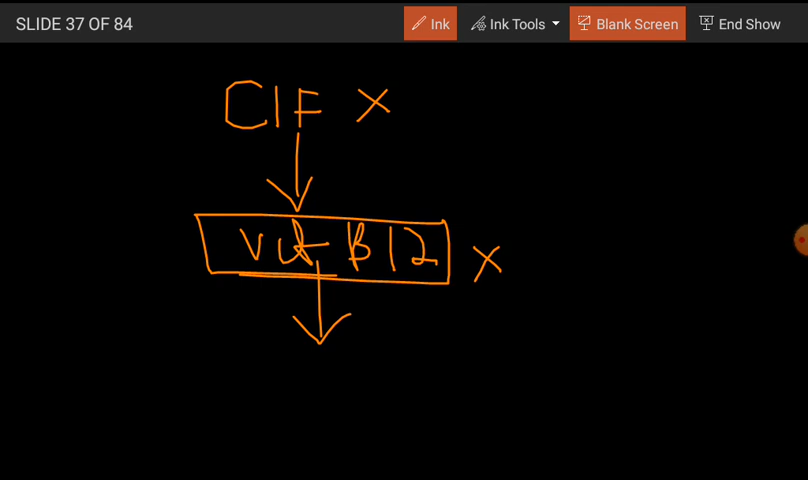 SLIDE 37 OF 84 Ink Ink Tools Blank Screen End Show
CIF X
Vit B12 X